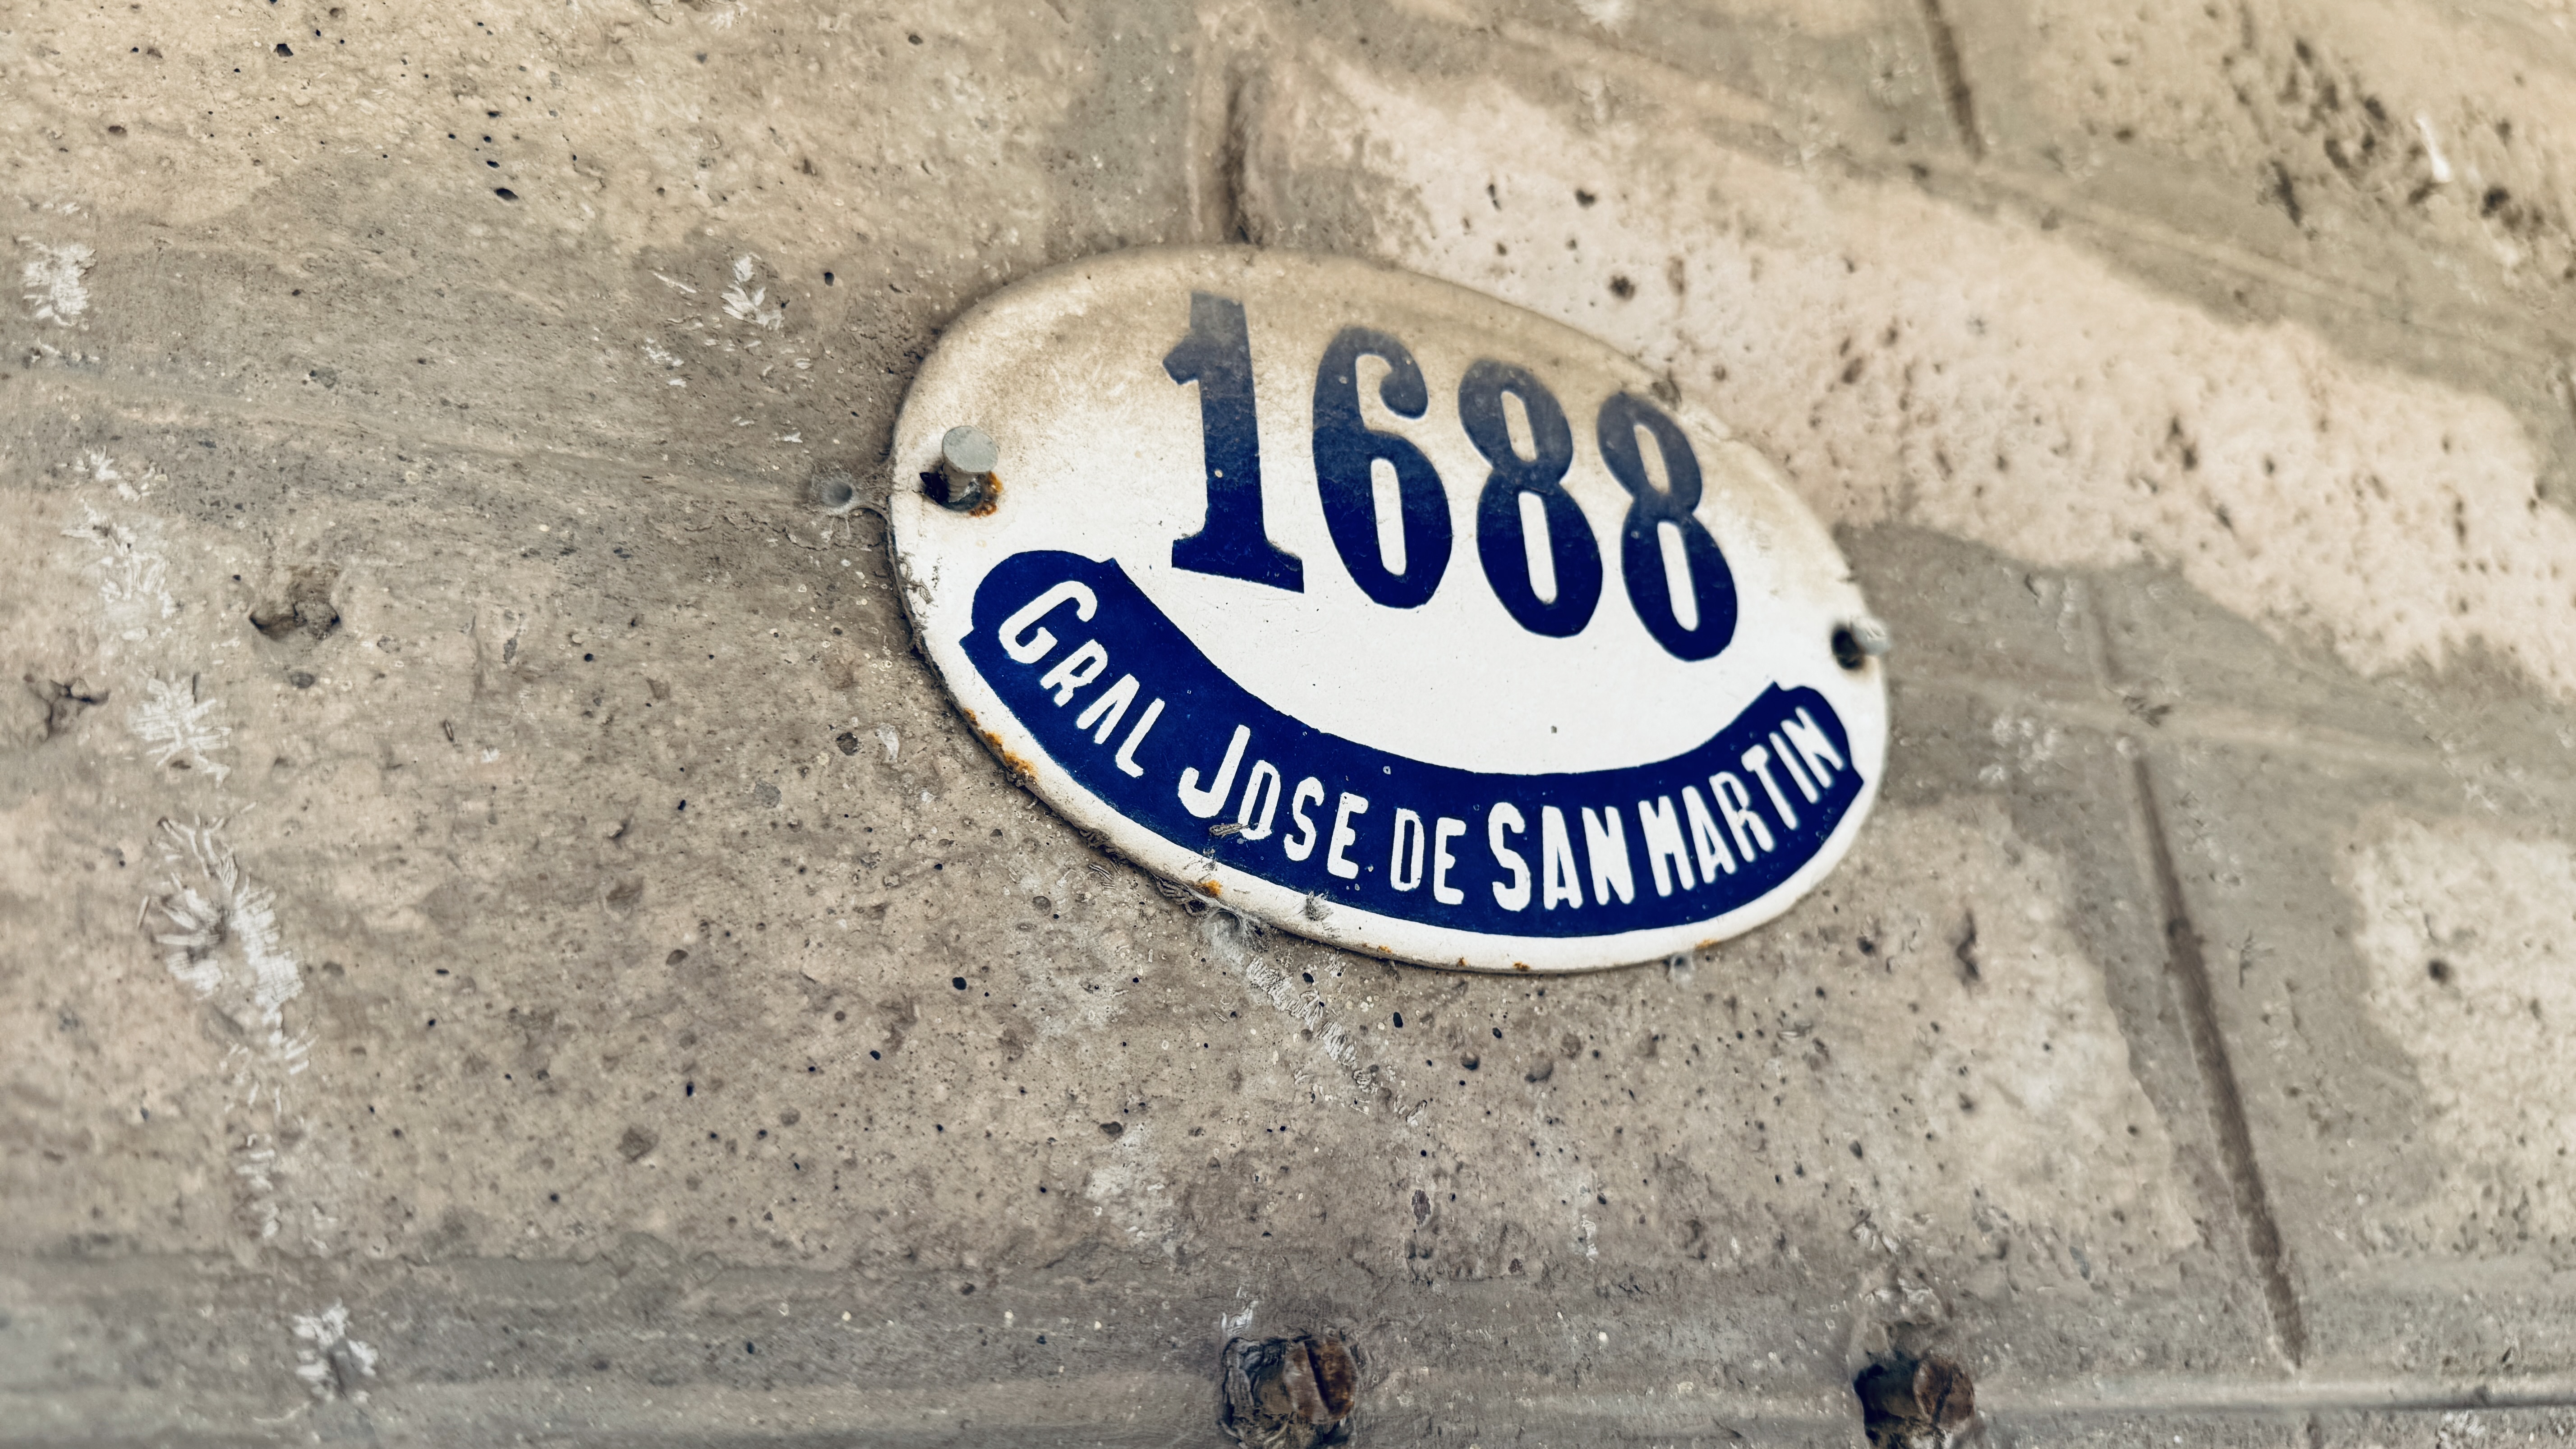 1688
GRAL JOSE DE SAN MARTIN